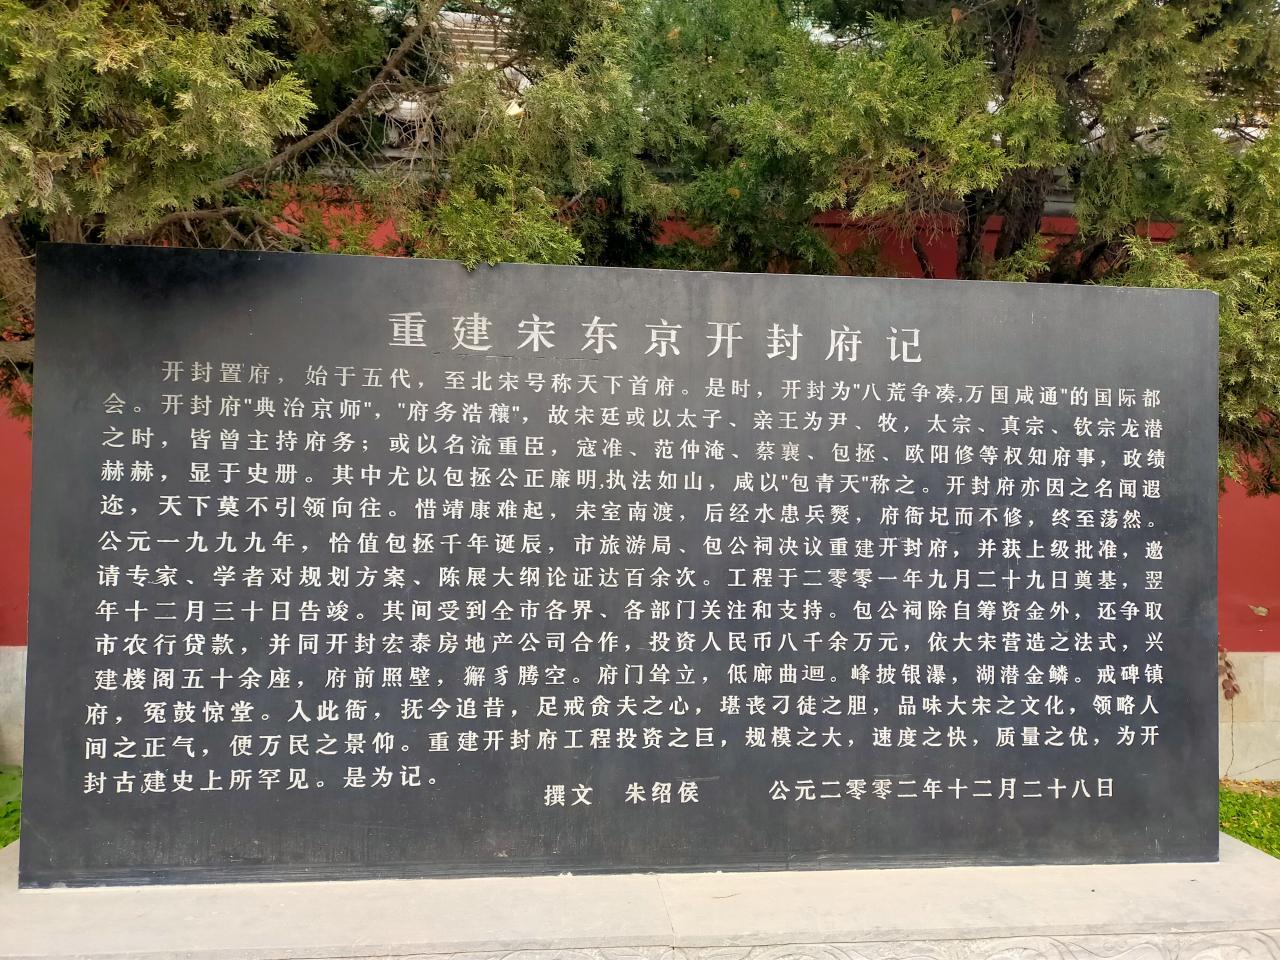 重建宋东京开封府记
开封置府，始于五代，至北宋号称天下首府。是时，开封为"八荒争凑,万国咸通"的国际都
会。开封府"典治京师"，"府务浩穰"，故宋廷或以太子、亲王为尹、牧，太宗、真宗、钦宗龙潜
之时，皆曾主持府务；或以名流重臣，寇准、范仲淹、蔡襄、包拯、欧阳修等权知府事，政绩
赫赫，显于史册。其中尤以包拯公正廉明,执法如山，咸以"包青天"称之。开封府亦因之名闻遐
迩，天下莫不引领向往。惜靖康难起，宋室南渡，后经水患兵燹，府衙圮而不修，终至荡然。
公元一九九九年，恰值包拯千年诞辰，市旅游局、包公祠决议重建开封府，并获上级批准，邀
请专家、学者对规划方案、陈展大纲论证达百余次。工程于二零零一年九月二十九日奠基，翌
年十二月三十日告竣。其间受到全市各界、各部门关注和支持。包公祠除自筹资金外，还争取
市农行贷款，并同开封宏泰房地产公司合作，投资人民币八千余万元，依大宋营造之法式，兴
建楼阁五十余座，府前照壁，獬豸腾空。府门耸立，低廊曲迴。峰披银瀑，湖潜金鳞。戒碑镇
府，冤鼓惊堂。入此衙，抚今追昔，足戒贪夫之心，堪丧刁徒之胆，品味大宋之文化，领略人
间之正气，便万民之景仰。重建开封府工程投资之巨，规模之大，速度之快，质量之优，为开
封古建史上所罕见。是为记。
撰文 朱绍侯 公元二零零二年十二月二十八日